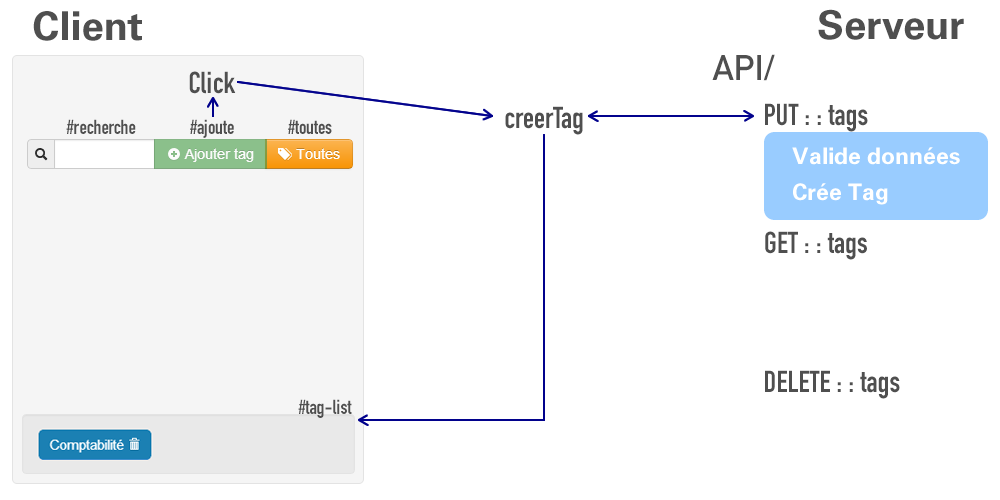 Client
Serveur
API/
Click
creerTag
PUT : : tags
#recherche
#ajoute
#toutes
Ajouter tag
Toutes
Valide données
Crée Tag
GET : : tags
DELETE : : tags
#tag-list
Comptabilité